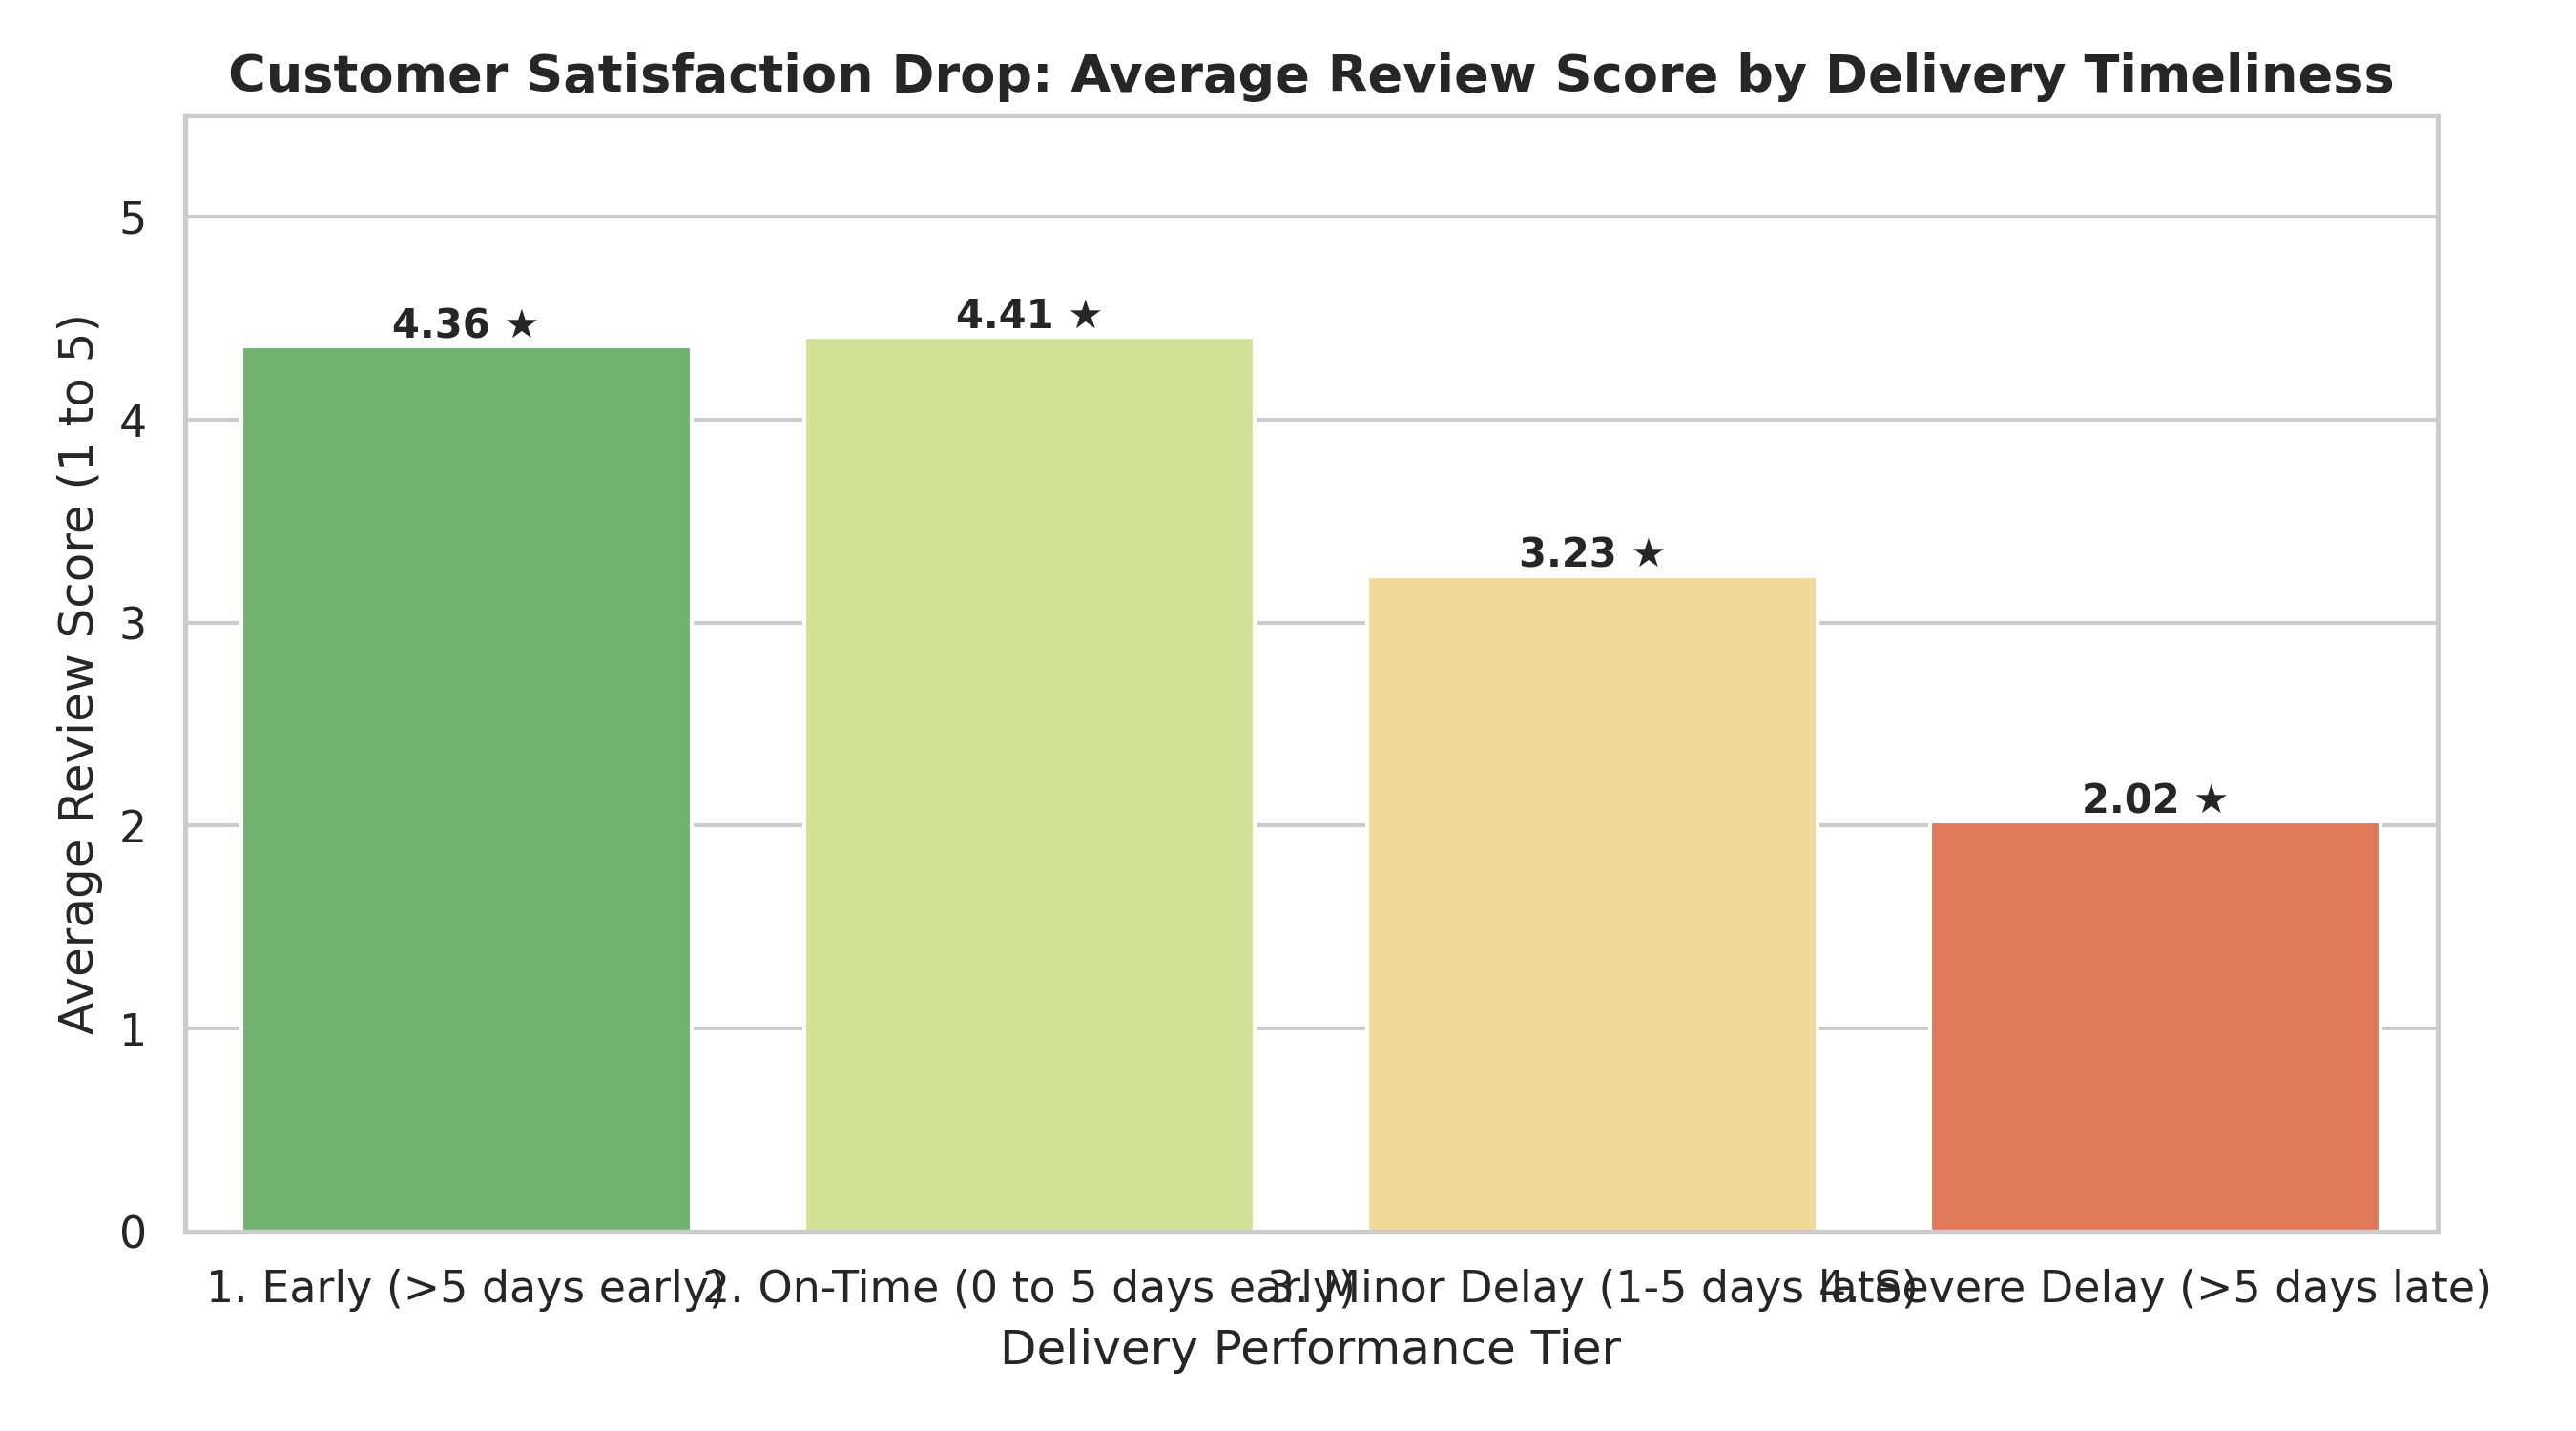 Customer Satisfaction Drop: Average Review Score by Delivery Timeliness
Average Review Score (1 to 5)
5
4
3
2
1
0
4.36 ★
4.41 ★
3.23 ★
2.02 ★
1. Early (>5 days early)
2. On-Time (0 to 5 days early)
3. Minor Delay (1-5 days late)
4. Severe Delay (>5 days late)
Delivery Performance Tier